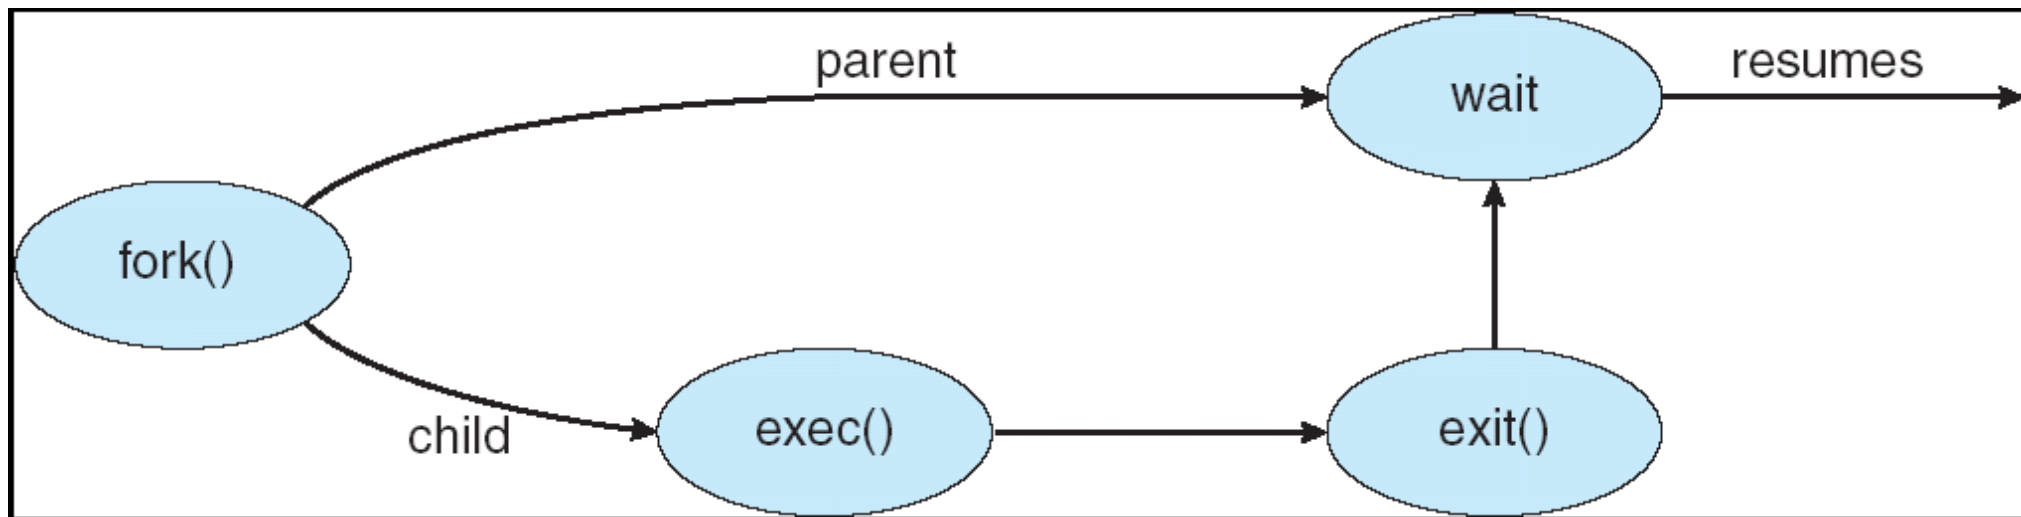 parent
resumes
wait
fork()
child
exec()
exit()